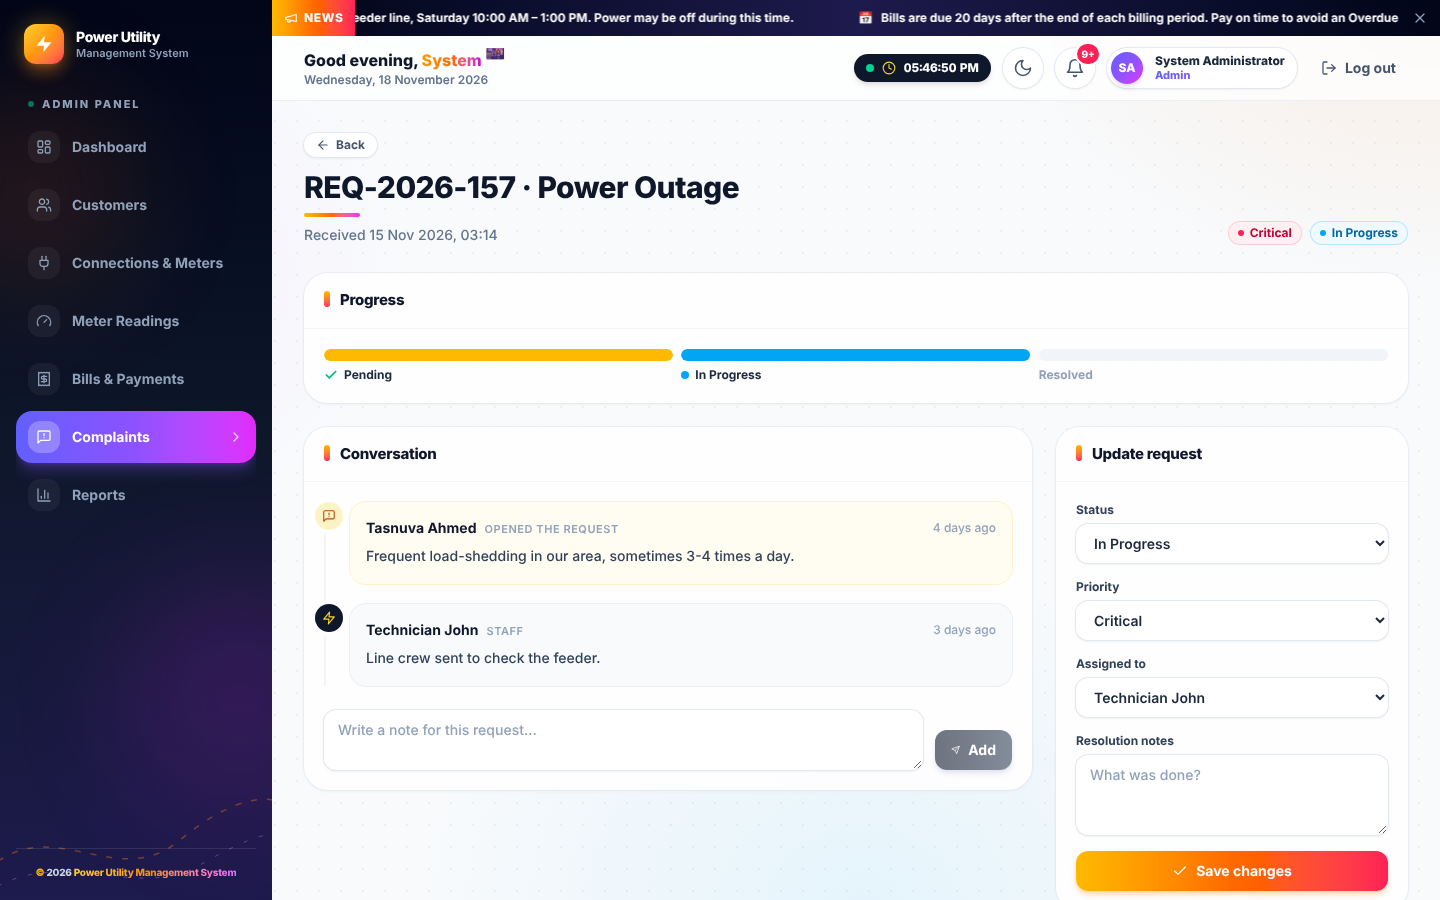 Power Utility
Management System
ADMIN PANEL
Dashboard
Customers
Connections & Meters
Meter Readings
Bills & Payments
Complaints
Reports
© 2026 Power Utility Management System
NEWS
eeder line, Saturday 10:00 AM – 1:00 PM. Power may be off during this time.
Bills are due 20 days after the end of each billing period. Pay on time to avoid an Overdue
Good evening, System
Wednesday, 18 November 2026
05:46:50 PM
9+
SA
System Administrator
Admin
Log out
Back
REQ-2026-157 · Power Outage
Received 15 Nov 2026, 03:14
Critical
In Progress
Progress
Pending
In Progress
Resolved
Conversation
Tasnuva Ahmed OPENED THE REQUEST 4 days ago
Frequent load-shedding in our area, sometimes 3-4 times a day.
Technician John STAFF 3 days ago
Line crew sent to check the feeder.
Write a note for this request...
Add
Update request
Status
In Progress
Priority
Critical
Assigned to
Technician John
Resolution notes
What was done?
Save changes